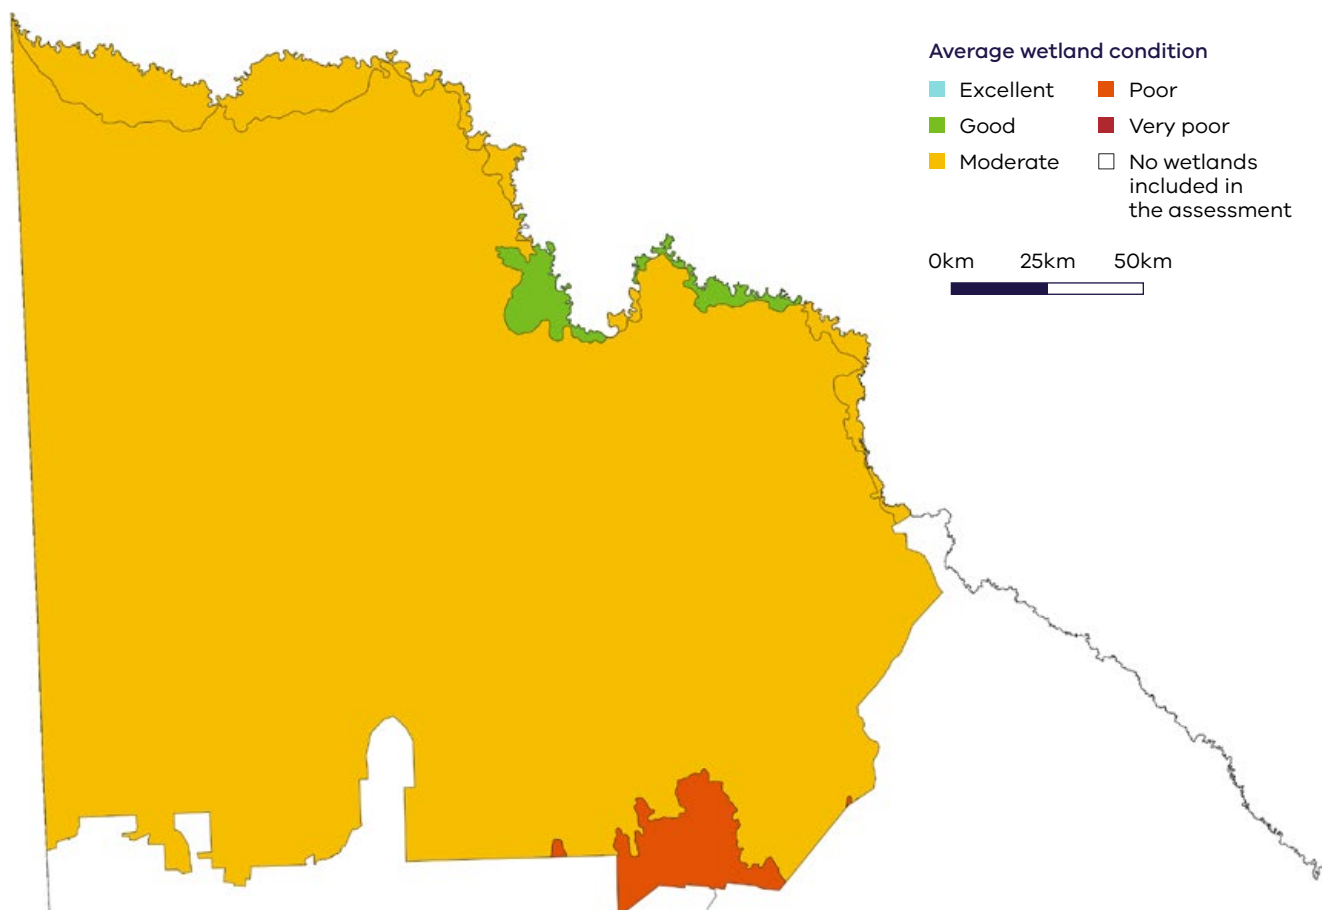 Average wetland condition
Excellent
Good
Moderate
Poor
Very poor
No wetlands
included in
the assessment
0km 25km 50km